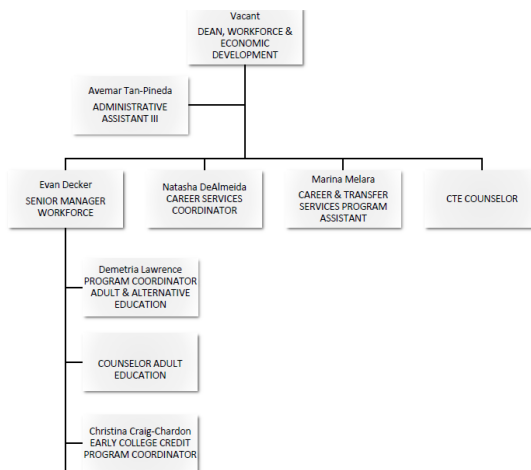 Vacant
DEAN, WORKFORCE &
ECONOMIC
DEVELOPMENT
Avemar Tan-Pineda
ADMINISTRATIVE
ASSISTANT III
Evan Decker
SENIOR MANAGER
WORKFORCE
Natasha DeAlmeida
CAREER SERVICES
COORDINATOR
Marina Melara
CAREER & TRANSFER
SERVICES PROGRAM
ASSISTANT
CTE COUNSELOR
Demetria Lawrence
PROGRAM COORDINATOR
ADULT & ALTERNATIVE
EDUCATION
COUNSELOR ADULT
EDUCATION
Christina Craig-Chardon
EARLY COLLEGE CREDIT
PROGRAM COORDINATOR